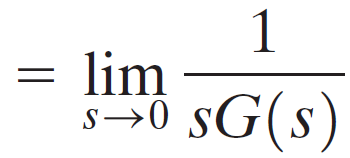 = lim_{s→0} 1/(sG(s))